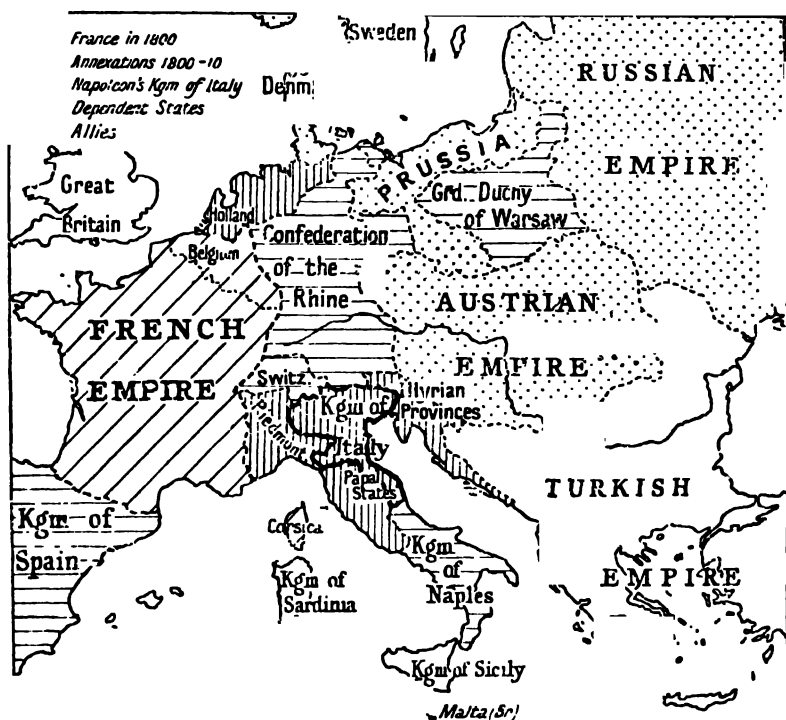 France in 1800
Annexations 1800-10
Napoleon's Kgm of Italy
Dependent States
Allies
Sweden
Denm
RUSSIAN
EMPIRE
Great
Britain
PRUSSIA
Grd. Duchy
of Warsaw
Holland
Belgium
Confederation
of the
Rhine
FRENCH
EMPIRE
AUSTRIAN
EMPIRE
Switz
Piedmont
Kgm of
Italy
Illyrian
Provinces
Papal
States
TURKISH
EMPIRE
Kgm. of
Spain
Corsica
Kgm of
Sardinia
Kgm
of
Naples
Kgm of Sicily
Malta (Br)